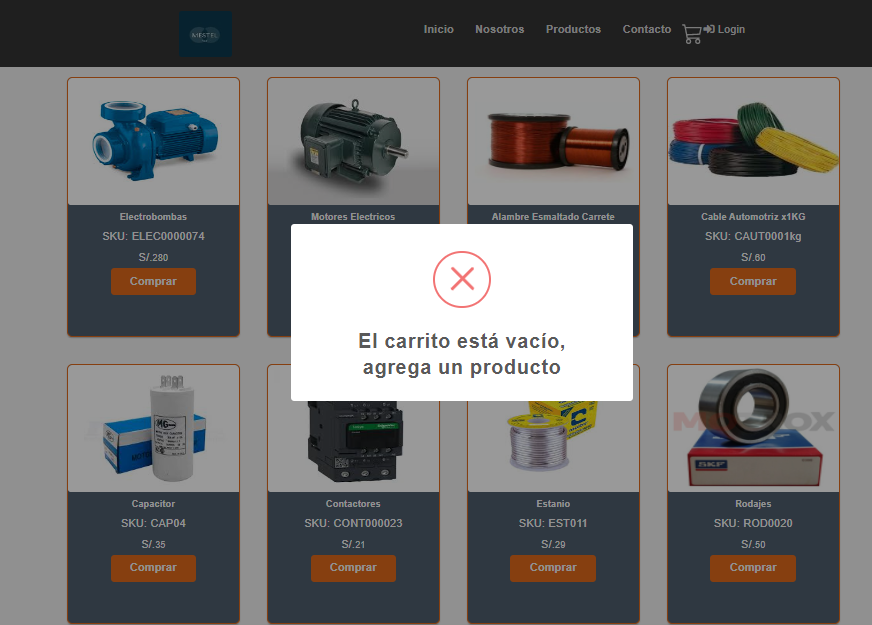 MESTEL
Inicio
Nosotros
Productos
Contacto
Login
Electrobombas
SKU: ELEC0000074
S/.280
Comprar
Motores Electricos
Alambre Esmaltado Carrete
Cable Automotriz x1KG
SKU: CAUT0001kg
S/.60
Comprar
El carrito está vacío,
agrega un producto
MG
Capacitor
SKU: CAP04
S/.35
Comprar
Contactores
SKU: CONT000023
S/.21
Comprar
Estanio
SKU: EST011
S/.29
Comprar
SKF
Rodajes
SKU: ROD0020
S/.50
Comprar